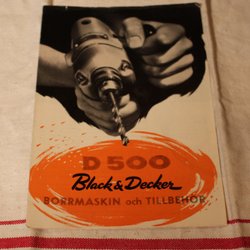 D 500
Black & Decker
BORRMASKIN och TILLBEHÖR